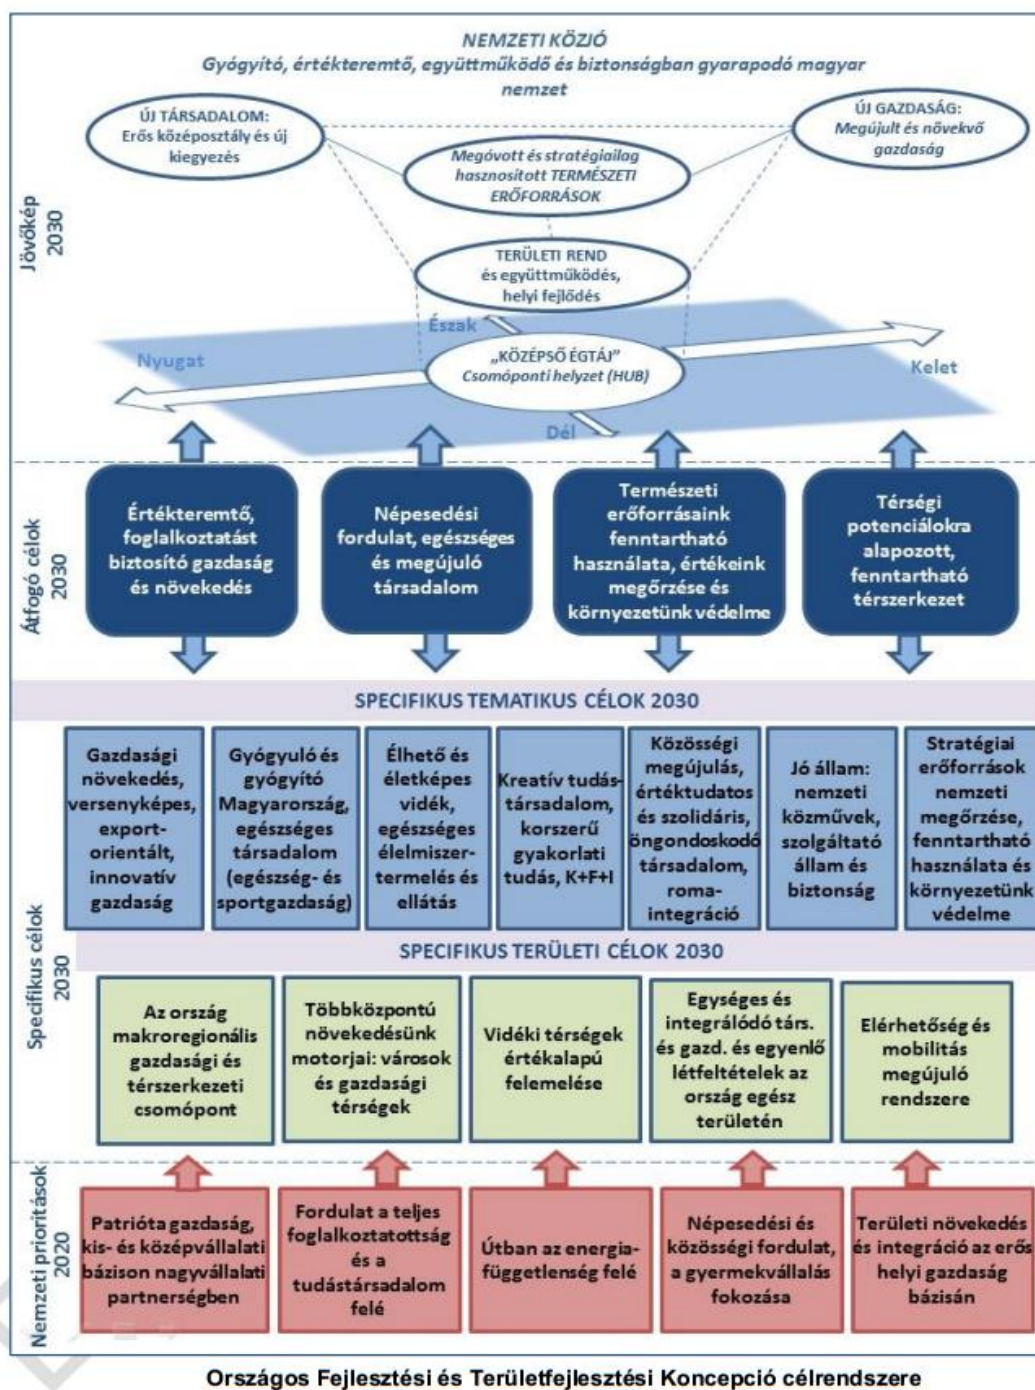 NEMZETI KÖZJÓ
Gyógyító, értékteremtő, együttműködő és biztonságban gyarapodó magyar
nemzet
ÚJ TÁRSADALOM:
Erős középosztály és új
kiegyezés
ÚJ GAZDASÁG:
Megújult és növekvő
gazdaság
Megóvott és stratégiailag
hasznosított TERMÉSZETI
ERŐFORRÁSOK
TERÜLETI REND
és együttműködés,
helyi fejlődés
Jövőkép
2030
Észak
Nyugat
„KÖZÉPSŐ ÉGTÁJ”
Csomóponti helyzet (HUB)
Kelet
Dél
Átfogó célok
2030
Értékteremtő,
foglalkoztatást
biztosító gazdaság
és növekedés
Népesedési
fordulat, egészséges
és megújuló
társadalom
Természeti
erőforrásaink
fenntartható
használata, értékeink
megőrzése és
környezetünk védelme
Térségi
potenciálokra
alapozott,
fenntartható
térszerkezet
SPECIFIKUS TEMATIKUS CÉLOK 2030
Specifikus célok
2030
Gazdasági
növekedés,
versenyképes,
export-
orientált,
innovatív
gazdaság
Gyógyuló és
gyógyító
Magyarország,
egészséges
társadalom
(egészség- és
sportgazdaság)
Élhető és
életképes
vidék,
egészséges
élelmiszer-
termelés és
ellátás
Kreatív tudás-
társadalom,
korszerű
gyakorlati
tudás, K+F+I
Közösségi
megújulás,
értéktudatos
és szolidáris,
öngondoskodó
társadalom,
roma-
integráció
Jó állam:
nemzeti
közművek,
szolgáltató
állam és
biztonság
Stratégiai
erőforrások
nemzeti
megőrzése,
fenntartható
használata és
környezetünk
védelme
SPECIFIKUS TERÜLETI CÉLOK 2030
Az ország
makroregionális
gazdasági és
térszerkezeti
csomópont
Többközpontú
növekedésünk
motorjai: városok
és gazdasági
térségek
Vidéki térségek
értékalapú
felemelése
Egységes és
integrálódó társ.
és gazd. és egyenlő
létfeltételek az
ország egész
területén
Elérhetőség és
mobilitás
megújuló
rendszere
Nemzeti prioritások
2020
Patrióta gazdaság,
kis- és középvállalati
bázison nagyvállalati
partnerségben
Fordulat a teljes
foglalkoztatottság
és a
tudástársadalom
felé
Útban az energia-
függetlenség felé
Népesedési és
közösségi fordulat,
a gyermekvállalás
fokozása
Területi növekedés
és integráció az erős
helyi gazdaság
bázisán
Országos Fejlesztési és Területfejlesztési Koncepció célrendszere